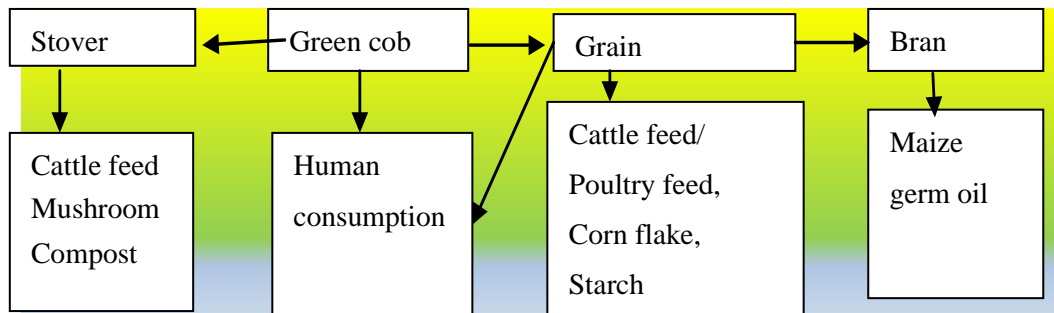 Stover
Green cob
Grain
Bran
Cattle feed
Mushroom
Compost
Human
consumption
Cattle feed/
Poultry feed,
Corn flake,
Starch
Maize
germ oil